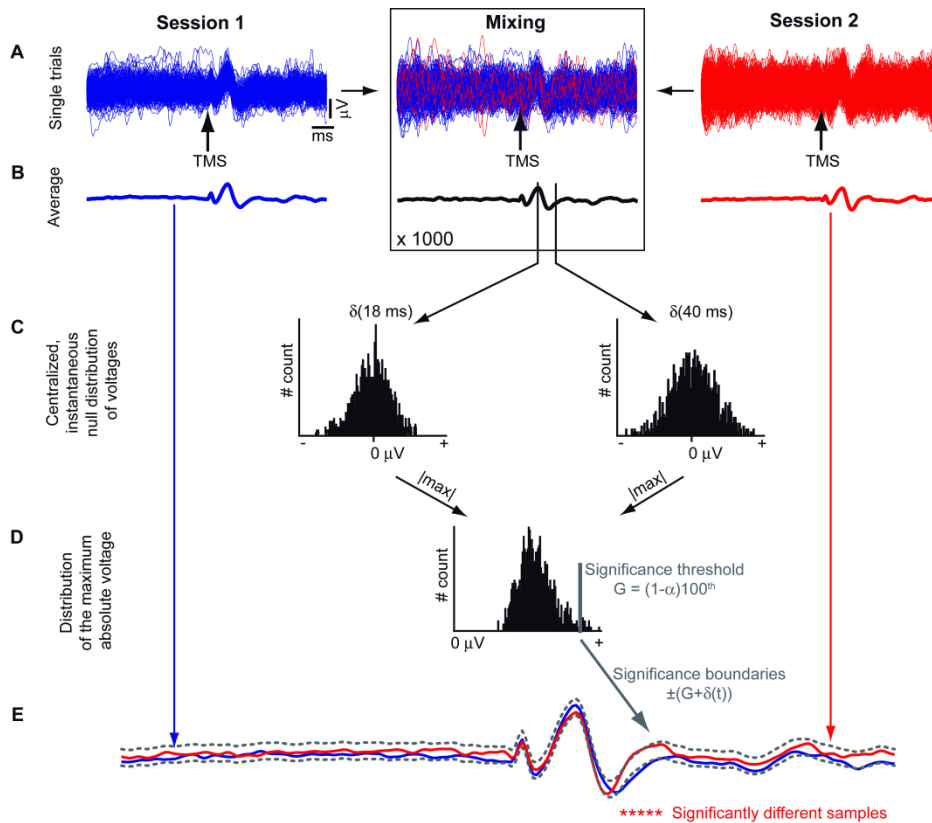 Session 1
Mixing
Session 2
A
Single trials
μV
ms
TMS
TMS
TMS
B
Average
x 1000
C
Centralized,
instantaneous
null distribution
of voltages
δ(18 ms)
# count
-
+
0 μV
δ(40 ms)
# count
-
+
0 μV
|max|
|max|
D
Distribution
of the maximum
absolute voltage
# count
0 μV
+
Significance threshold
G = (1-α)100th
Significance boundaries
±(G+δ(t))
E
***** Significantly different samples